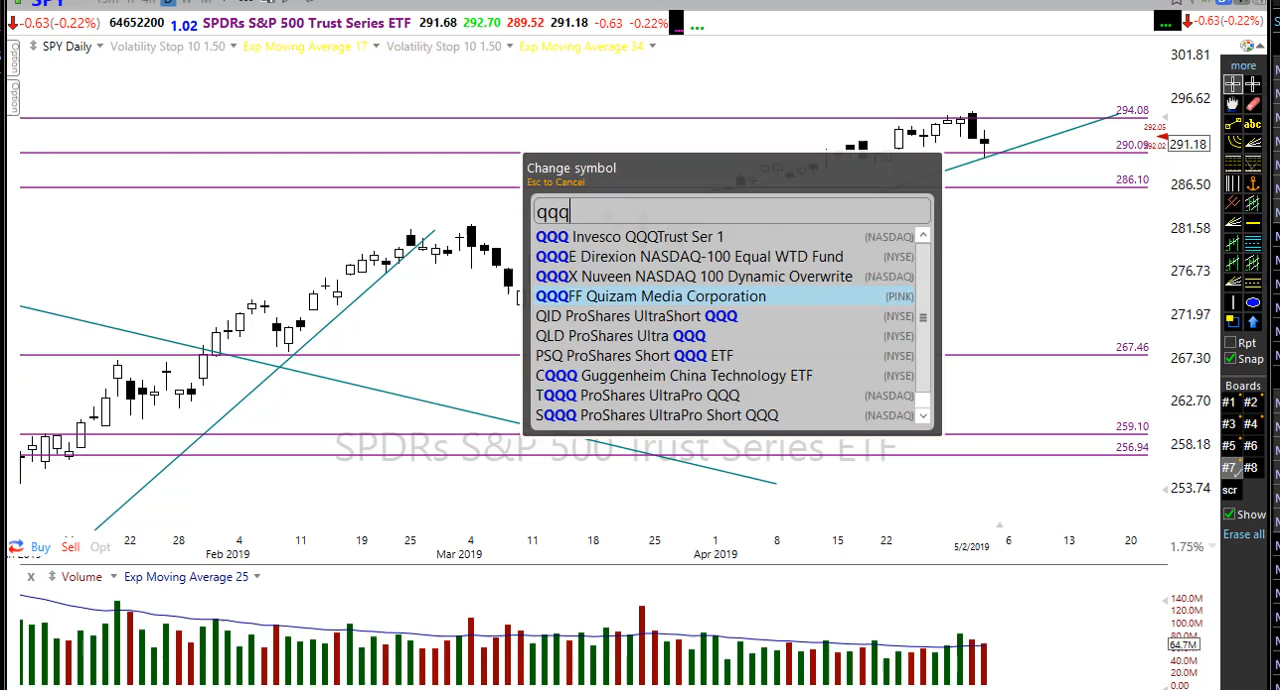 SPY
-0.63(-0.22%) 64652200 1.02 SPDRs S&P 500 Trust Series ETF 291.68 292.70 289.52 291.18 -0.63 -0.22% ... ... -0.63(-0.22%)
SPY Daily Volatility Stop 10 1.50 Exp Moving Average 17 Volatility Stop 10 1.50 Exp Moving Average 34
Option
Option
301.81
296.62
291.18
286.50
281.58
276.73
271.97
267.30
262.70
258.18
253.74
294.08
292.05
290.09
292.02
286.10
267.46
259.10
256.94
Change symbol
Esc to Cancel
qqq
QQQ Invesco QQQTrust Ser 1 (NASDAQ)
QQQE Direxion NASDAQ-100 Equal WTD Fund (NYSE)
QQQX Nuveen NASDAQ 100 Dynamic Overwrite (NASDAQ)
QQQFF Quizam Media Corporation (PINK)
QID ProShares UltraShort QQQ (NYSE)
QLD ProShares Ultra QQQ (NYSE)
PSQ ProShares Short QQQ ETF (NYSE)
CQQQ Guggenheim China Technology ETF (NYSE)
TQQQ ProShares UltraPro QQQ (NASDAQ)
SQQQ ProShares UltraPro Short QQQ (NASDAQ)
SPDRs S&P 500 Trust Series ETF
Buy Sell Opt
22 28 4 11 19 25 4 11 18 25 1 8 15 22 5/2/2019 6 13 20
Feb 2019 Mar 2019 Apr 2019
1.75%
X Volume Exp Moving Average 25
140.0M
120.0M
100.0M
80.0M
64.7M
40.0M
20.0M
0.00
more
abc
Rpt
Snap
Boards
#1 #2
#3 #4
#5 #6
#7 #8
scr
Show
Erase all